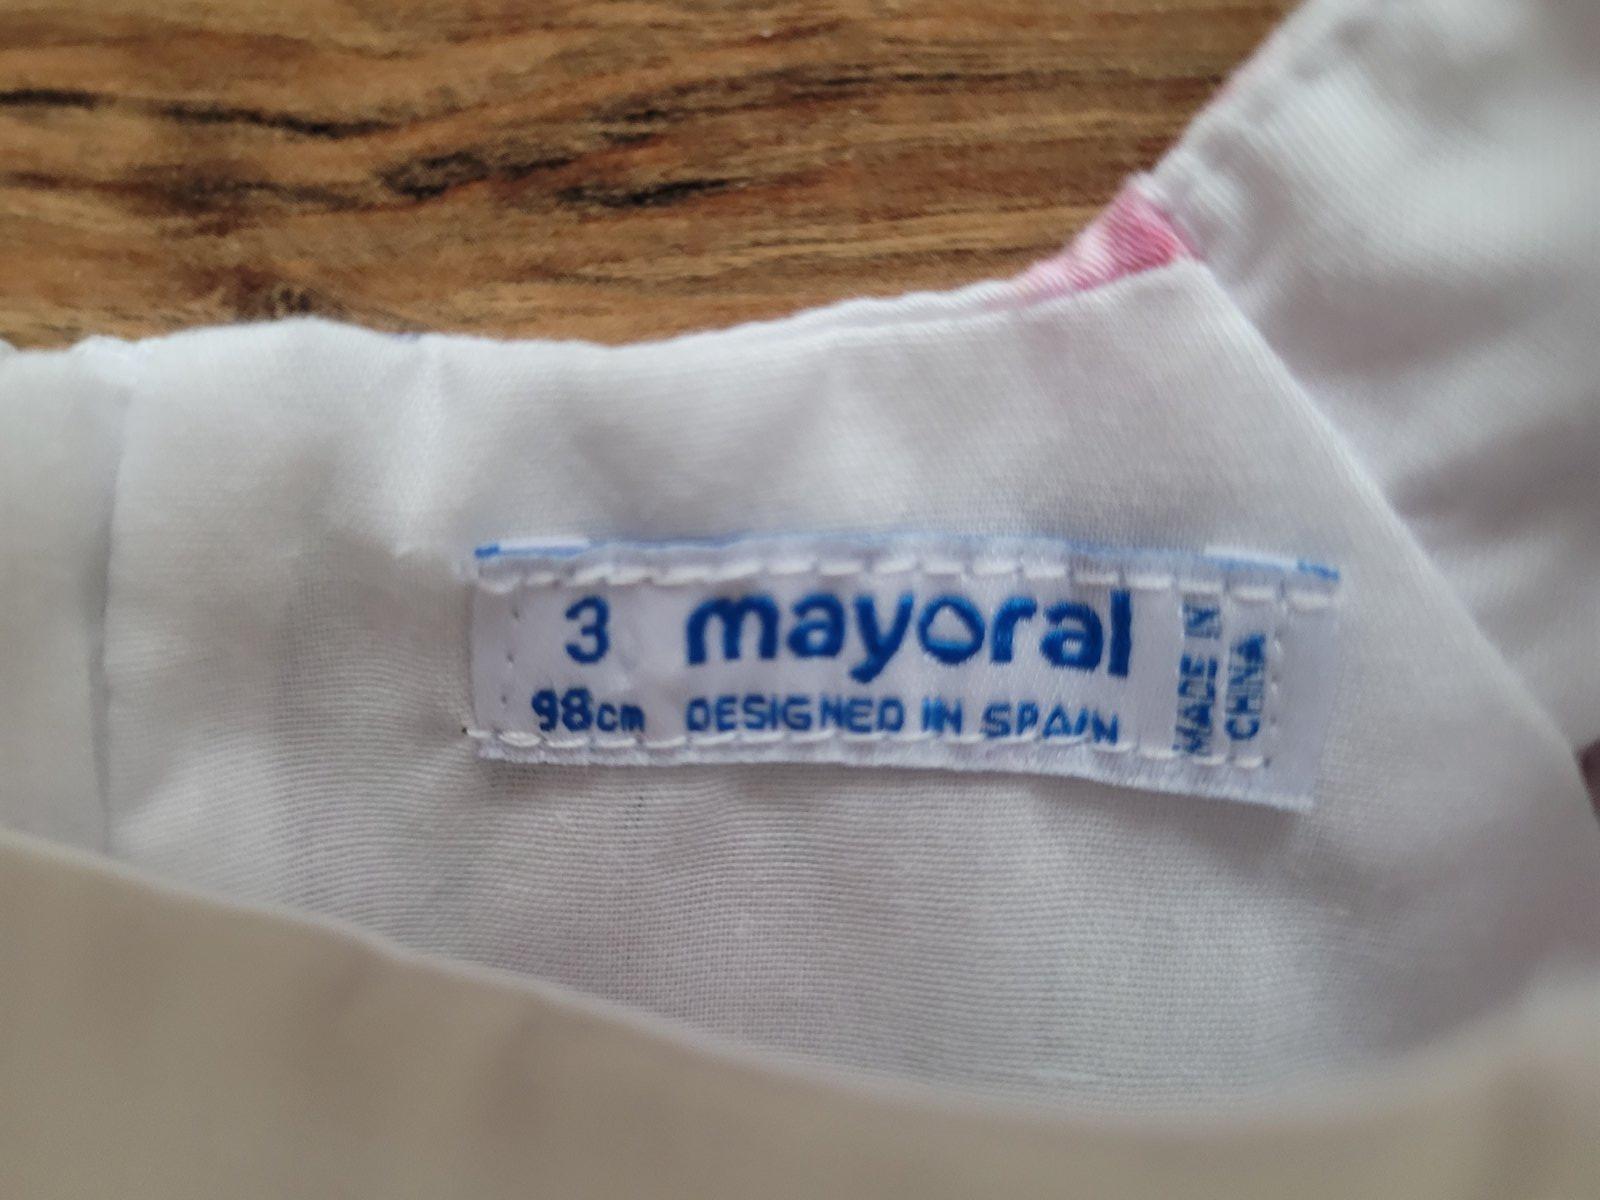 3 mayoral
98cm DESIGNED IN SPAIN
MADE IN
CHINA